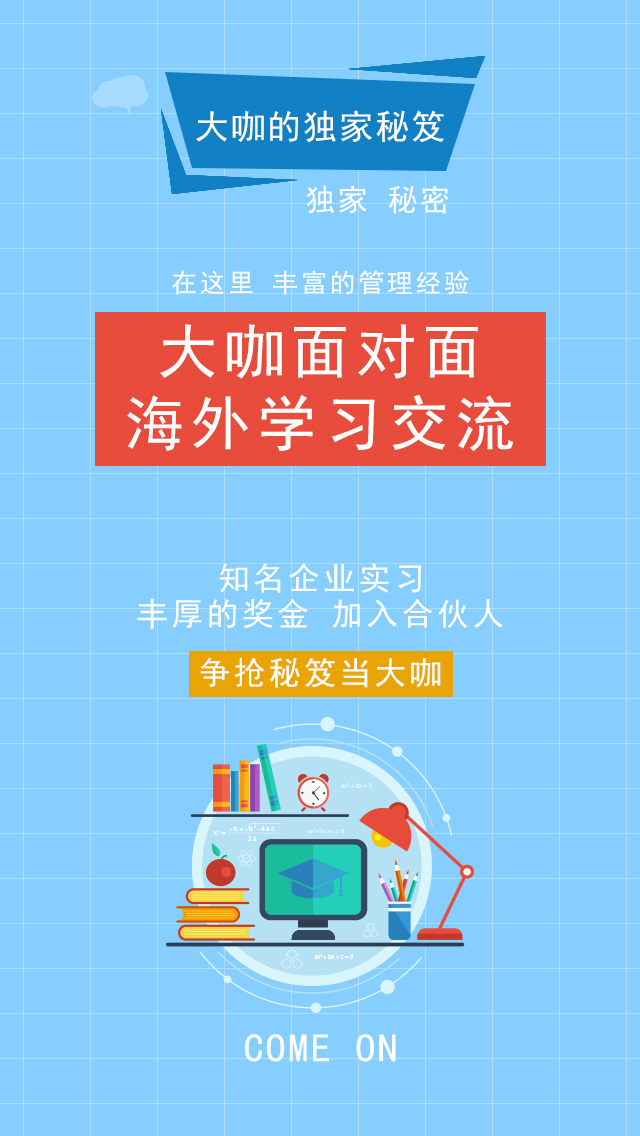 大咖的独家秘笈
独家 秘密
在这里 丰富的管理经验
大咖面对面
海外学习交流
知名企业实习
丰厚的奖金 加入合伙人
争抢秘笈当大咖
ax²+bx+c=0
COME ON